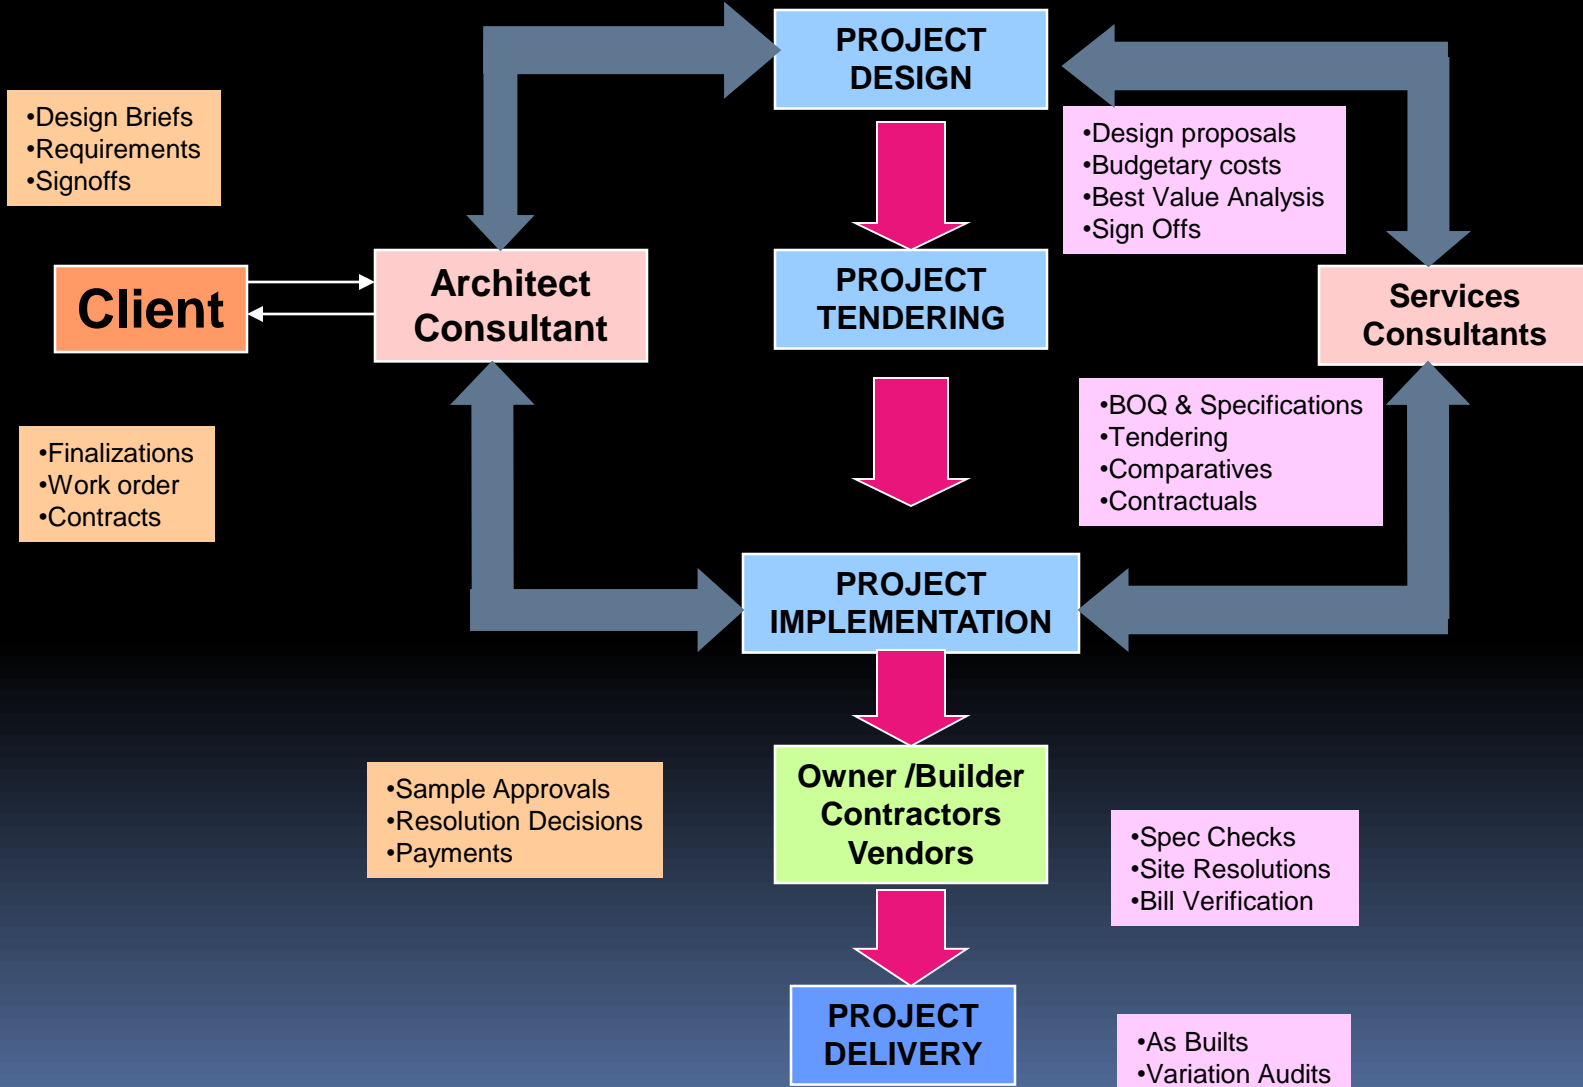 PROJECT
DESIGN
•Design Briefs
•Requirements
•Signoffs
•Design proposals
•Budgetary costs
•Best Value Analysis
•Sign Offs
Client
Architect
Consultant
PROJECT
TENDERING
Services
Consultants
•Finalizations
•Work order
•Contracts
•BOQ & Specifications
•Tendering
•Comparatives
•Contractuals
PROJECT
IMPLEMENTATION
•Sample Approvals
•Resolution Decisions
•Payments
Owner /Builder
Contractors
Vendors
•Spec Checks
•Site Resolutions
•Bill Verification
PROJECT
DELIVERY
•As Builts
•Variation Audits